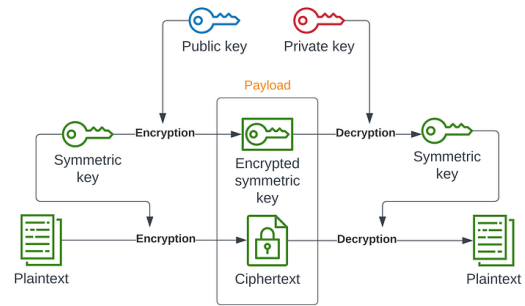 Public key
Private key
Payload
Encryption
Decryption
Symmetric
key
Encrypted
symmetric
key
Symmetric
key
Encryption
Decryption
Plaintext
Ciphertext
Plaintext